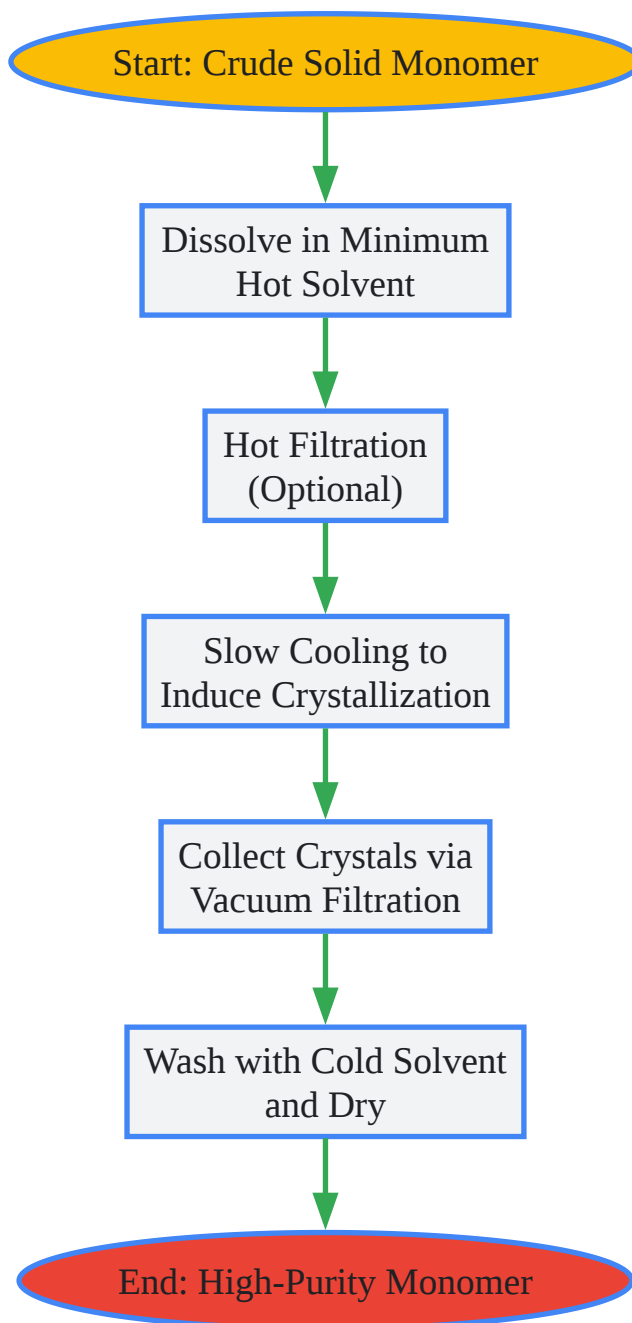 Start: Crude Solid Monomer
Dissolve in Minimum
Hot Solvent
Hot Filtration
(Optional)
Slow Cooling to
Induce Crystallization
Collect Crystals via
Vacuum Filtration
Wash with Cold Solvent
and Dry
End: High-Purity Monomer